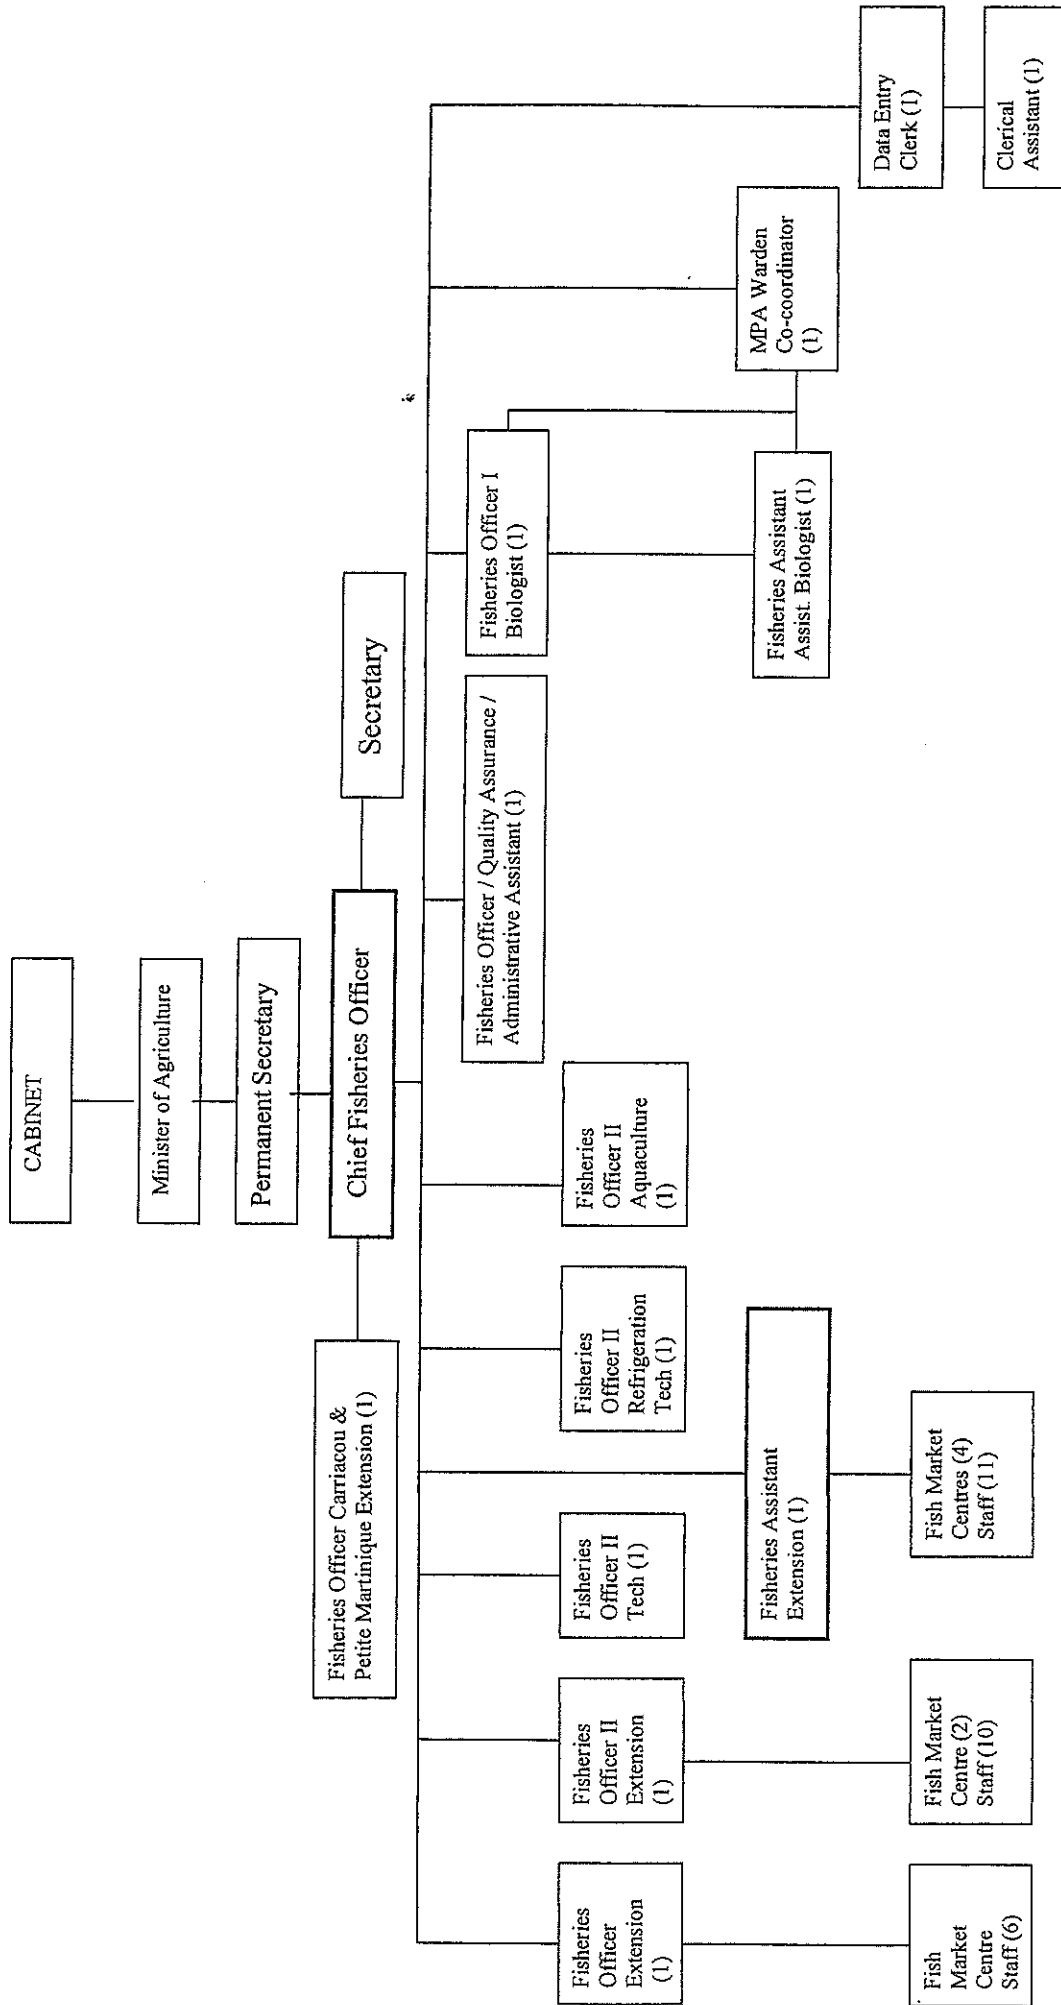 CABINET
Minister of Agriculture
Permanent Secretary
Chief Fisheries Officer
Secretary
Fisheries Officer Carriacou &
Petite Martinique Extension (1)
Fisheries
Officer
Extension
(1)
Fisheries
Officer II
Extension
(1)
Fisheries
Officer II
Tech (1)
Fisheries
Officer II
Refrigeration
Tech (1)
Fisheries
Officer II
Aquaculture
(1)
Fisheries Officer / Quality Assurance /
Administrative Assistant (1)
Fisheries Officer I
Biologist (1)
Fisheries Assistant
Extension (1)
Fisheries Assistant
Assist. Biologist (1)
MPA Warden
Co-coordinator
(1)
Data Entry
Clerk (1)
Fish
Market
Centre
Staff (6)
Fish Market
Centre (2)
Staff (10)
Fish Market
Centres (4)
Staff (11)
Clerical
Assistant (1)